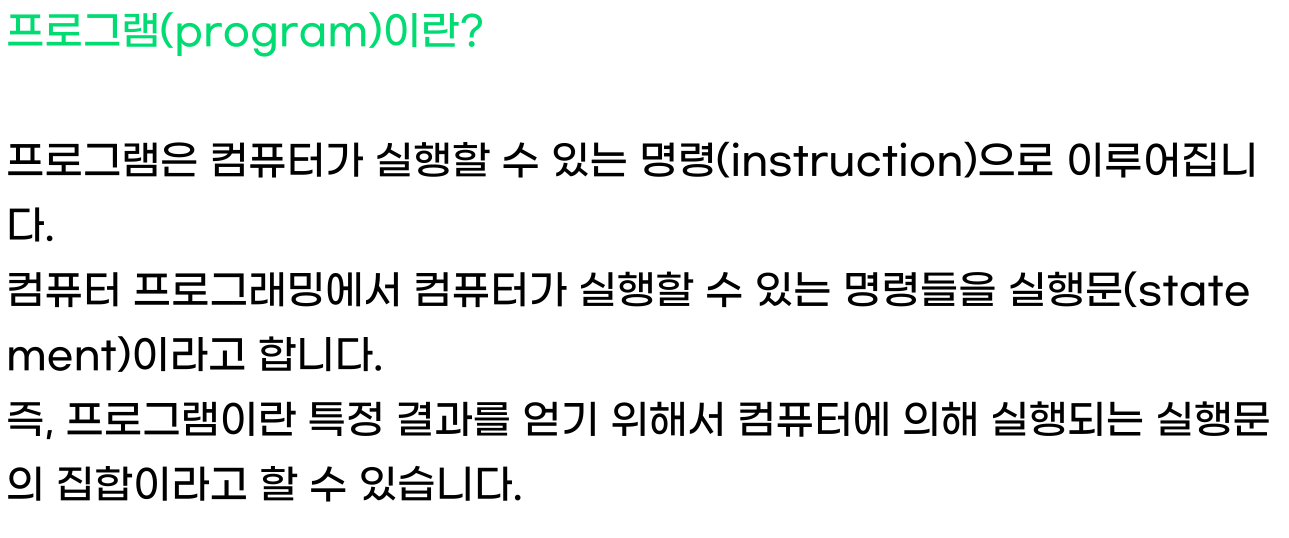 프로그램(program)이란?
프로그램은 컴퓨터가 실행할 수 있는 명령(instruction)으로 이루어집니
다.
컴퓨터 프로그래밍에서 컴퓨터가 실행할 수 있는 명령들을 실행문(state
ment)이라고 합니다.
즉, 프로그램이란 특정 결과를 얻기 위해서 컴퓨터에 의해 실행되는 실행문
의 집합이라고 할 수 있습니다.